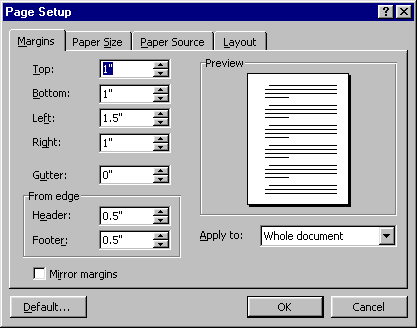 Page Setup
Margins Paper Size Paper Source Layout
Top: 1"
Bottom: 1"
Left: 1.5"
Right: 1"
Gutter: 0"
From edge
Header: 0.5"
Footer: 0.5"
Mirror margins
Preview
Apply to: Whole document
Default... OK Cancel